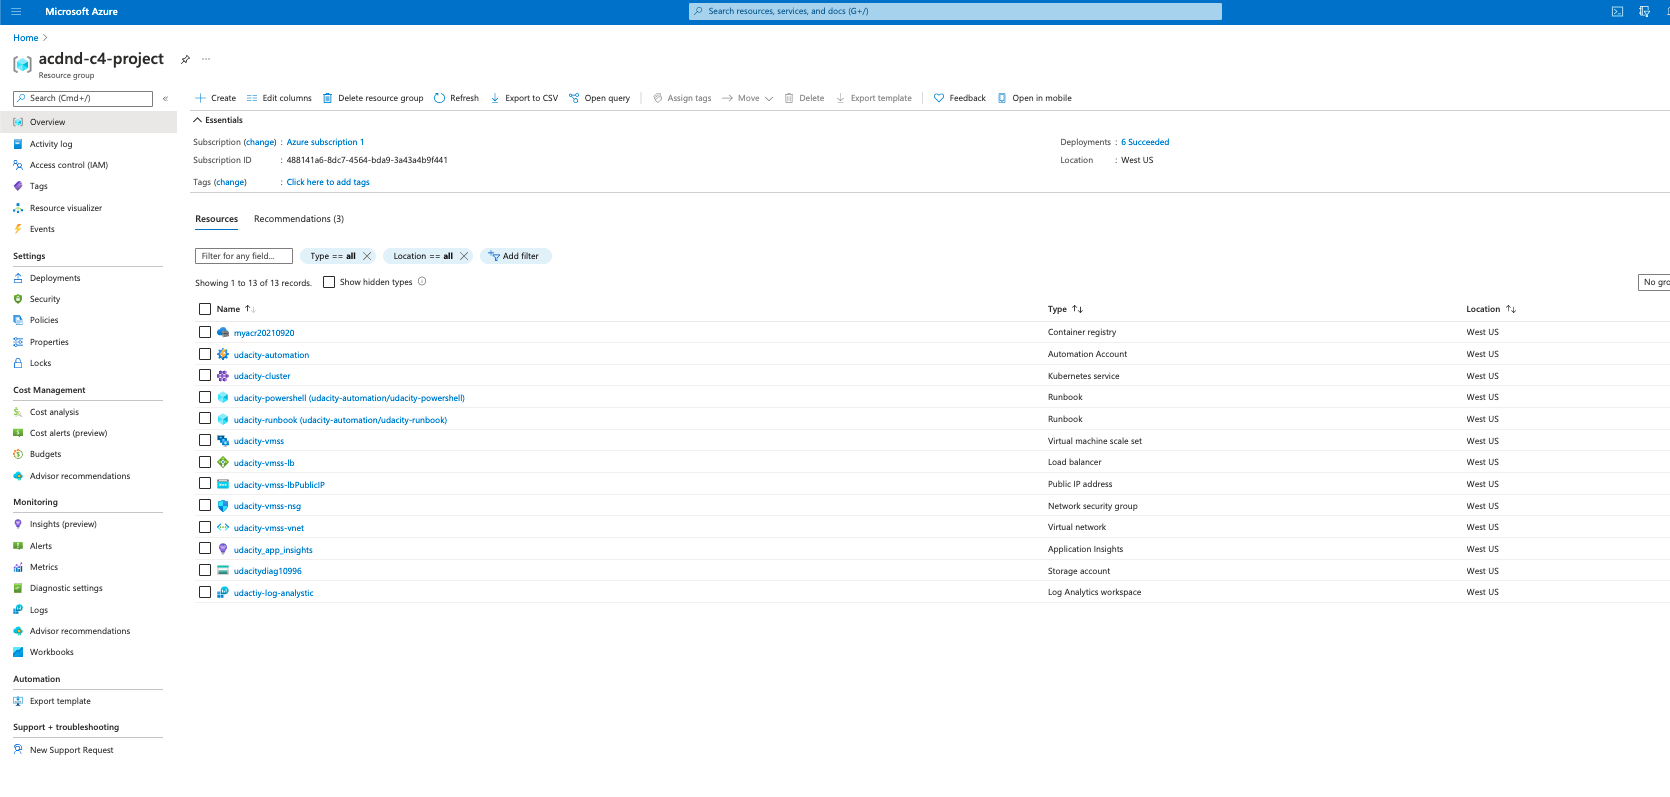 Microsoft Azure
Search resources, services, and docs (G+/)
Home
acdnd-c4-project
Resource group
Search (Cmd+/)
Overview
Activity log
Access control (IAM)
Tags
Resource visualizer
Events
Settings
Deployments
Security
Policies
Properties
Locks
Cost Management
Cost analysis
Cost alerts (preview)
Budgets
Advisor recommendations
Monitoring
Insights (preview)
Alerts
Metrics
Diagnostic settings
Logs
Advisor recommendations
Workbooks
Automation
Export template
Support + troubleshooting
New Support Request
Create Edit columns Delete resource group Refresh Export to CSV Open query Assign tags Move Delete Export template Feedback Open in mobile
Essentials
Subscription (change) : Azure subscription 1 Deployments : 6 Succeeded
Subscription ID : 488141a6-8dc7-4564-bda9-3a43a4b9f441 Location : West US
Tags (change) : Click here to add tags
Resources Recommendations (3)
Filter for any field... Type == all Location == all Add filter
Showing 1 to 13 of 13 records. Show hidden types No gro
Name Type Location
myacr20210920 Container registry West US
udacity-automation Automation Account West US
udacity-cluster Kubernetes service West US
udacity-powershell (udacity-automation/udacity-powershell) Runbook West US
udacity-runbook (udacity-automation/udacity-runbook) Runbook West US
udacity-vmss Virtual machine scale set West US
udacity-vmss-lb Load balancer West US
udacity-vmss-lbPublicIP Public IP address West US
udacity-vmss-nsg Network security group West US
udacity-vmss-vnet Virtual network West US
udacity_app_insights Application Insights West US
udacitydiag10996 Storage account West US
udactiy-log-analystic Log Analytics workspace West US